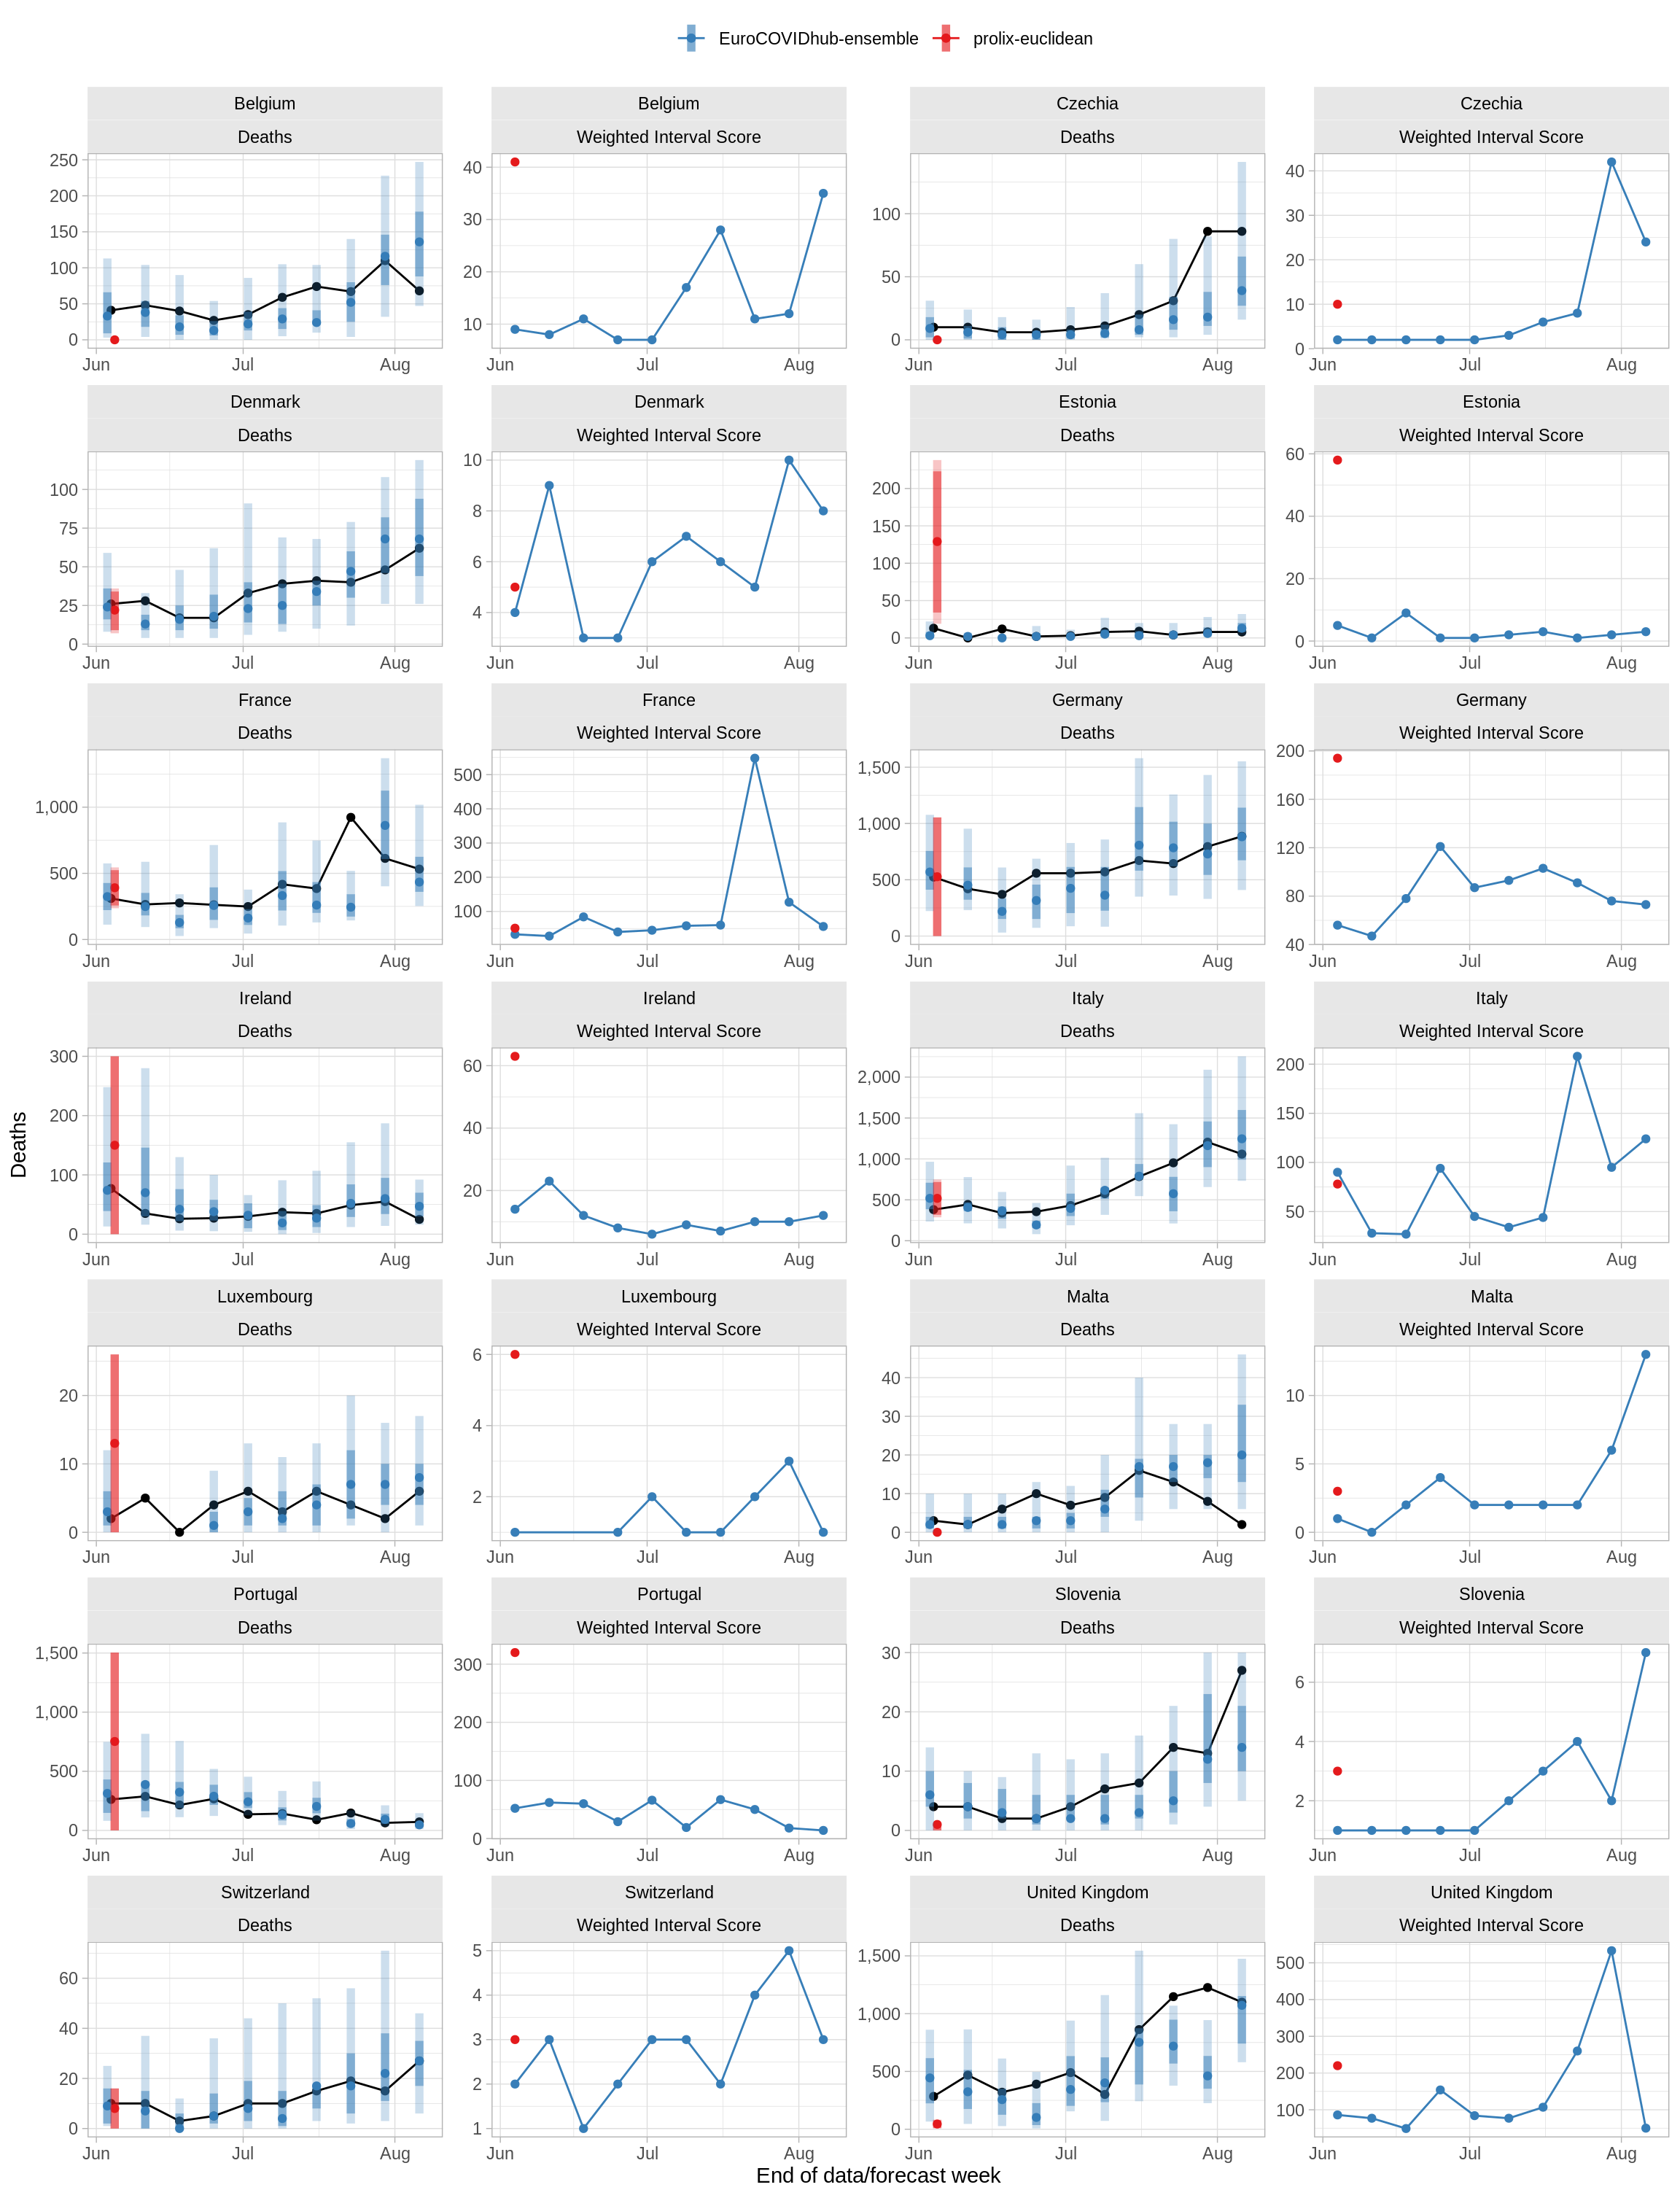 EuroCOVIDhub-ensemble prolix-euclidean
Belgium Belgium Czechia Czechia
Deaths Weighted Interval Score Deaths Weighted Interval Score
250
200
150
100
50
0
Jun Jul Aug
40
30
20
10
Jun Jul Aug
100
50
0
Jun Jul Aug
40
30
20
10
0
Jun Jul Aug
Denmark Denmark Estonia Estonia
Deaths Weighted Interval Score Deaths Weighted Interval Score
100
75
50
25
0
Jun Jul Aug
10
8
6
4
Jun Jul Aug
200
150
100
50
0
Jun Jul Aug
60
40
20
0
Jun Jul Aug
France France Germany Germany
Deaths Weighted Interval Score Deaths Weighted Interval Score
1,000
500
0
Jun Jul Aug
500
400
300
200
100
Jun Jul Aug
1,500
1,000
500
0
Jun Jul Aug
200
160
120
80
40
Jun Jul Aug
Ireland Ireland Italy Italy
Deaths Weighted Interval Score Deaths Weighted Interval Score
300
200
100
0
Jun Jul Aug
60
40
20
Jun Jul Aug
2,000
1,500
1,000
500
0
Jun Jul Aug
200
150
100
50
Jun Jul Aug
Luxembourg Luxembourg Malta Malta
Deaths Weighted Interval Score Deaths Weighted Interval Score
20
10
0
Jun Jul Aug
6
4
2
Jun Jul Aug
40
30
20
10
0
Jun Jul Aug
10
5
0
Jun Jul Aug
Portugal Portugal Slovenia Slovenia
Deaths Weighted Interval Score Deaths Weighted Interval Score
1,500
1,000
500
0
Jun Jul Aug
300
200
100
0
Jun Jul Aug
30
20
10
0
Jun Jul Aug
6
4
2
Jun Jul Aug
Switzerland Switzerland United Kingdom United Kingdom
Deaths Weighted Interval Score Deaths Weighted Interval Score
60
40
20
0
Jun Jul Aug
5
4
3
2
1
Jun Jul Aug
1,500
1,000
500
0
Jun Jul Aug
500
400
300
200
100
Jun Jul Aug
Deaths
End of data/forecast week